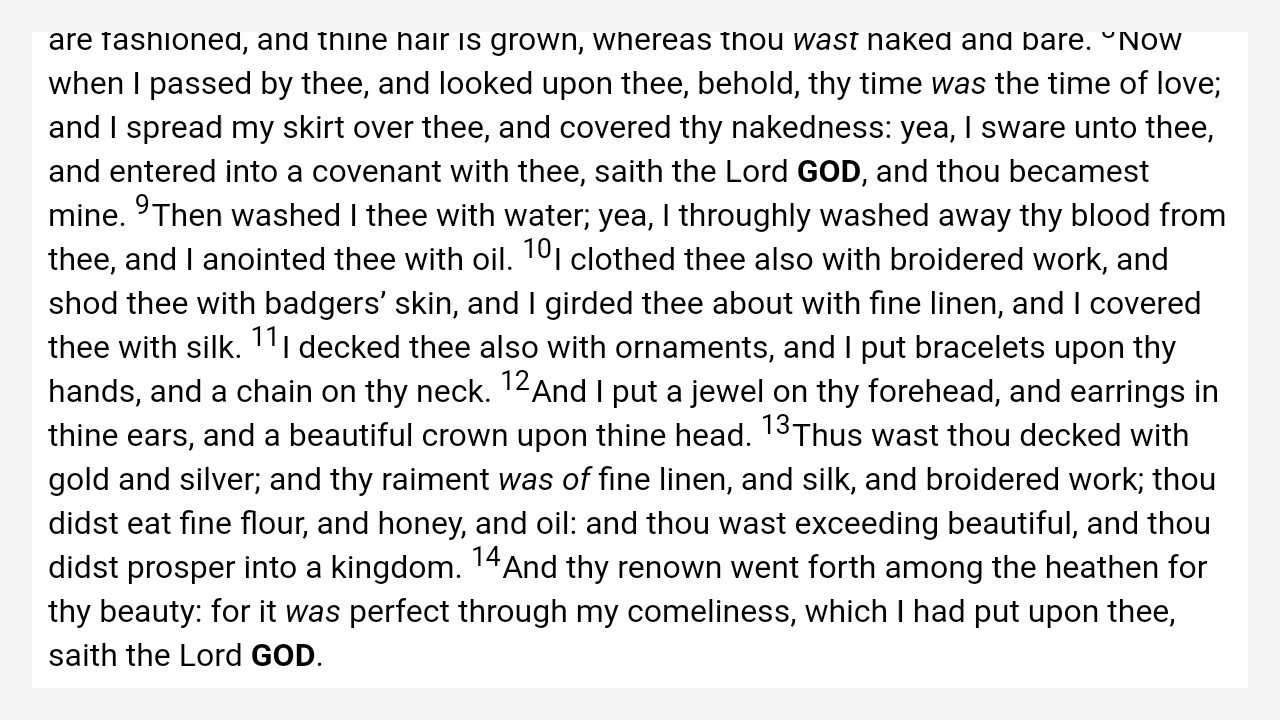 are fashioned, and thine hair is grown, whereas thou wast naked and bare. 8Now
when I passed by thee, and looked upon thee, behold, thy time was the time of love;
and I spread my skirt over thee, and covered thy nakedness: yea, I sware unto thee,
and entered into a covenant with thee, saith the Lord GOD, and thou becamest
mine. 9Then washed I thee with water; yea, I throughly washed away thy blood from
thee, and I anointed thee with oil. 10I clothed thee also with broidered work, and
shod thee with badgers’ skin, and I girded thee about with fine linen, and I covered
thee with silk. 11I decked thee also with ornaments, and I put bracelets upon thy
hands, and a chain on thy neck. 12And I put a jewel on thy forehead, and earrings in
thine ears, and a beautiful crown upon thine head. 13Thus wast thou decked with
gold and silver; and thy raiment was of fine linen, and silk, and broidered work; thou
didst eat fine flour, and honey, and oil: and thou wast exceeding beautiful, and thou
didst prosper into a kingdom. 14And thy renown went forth among the heathen for
thy beauty: for it was perfect through my comeliness, which I had put upon thee,
saith the Lord GOD.